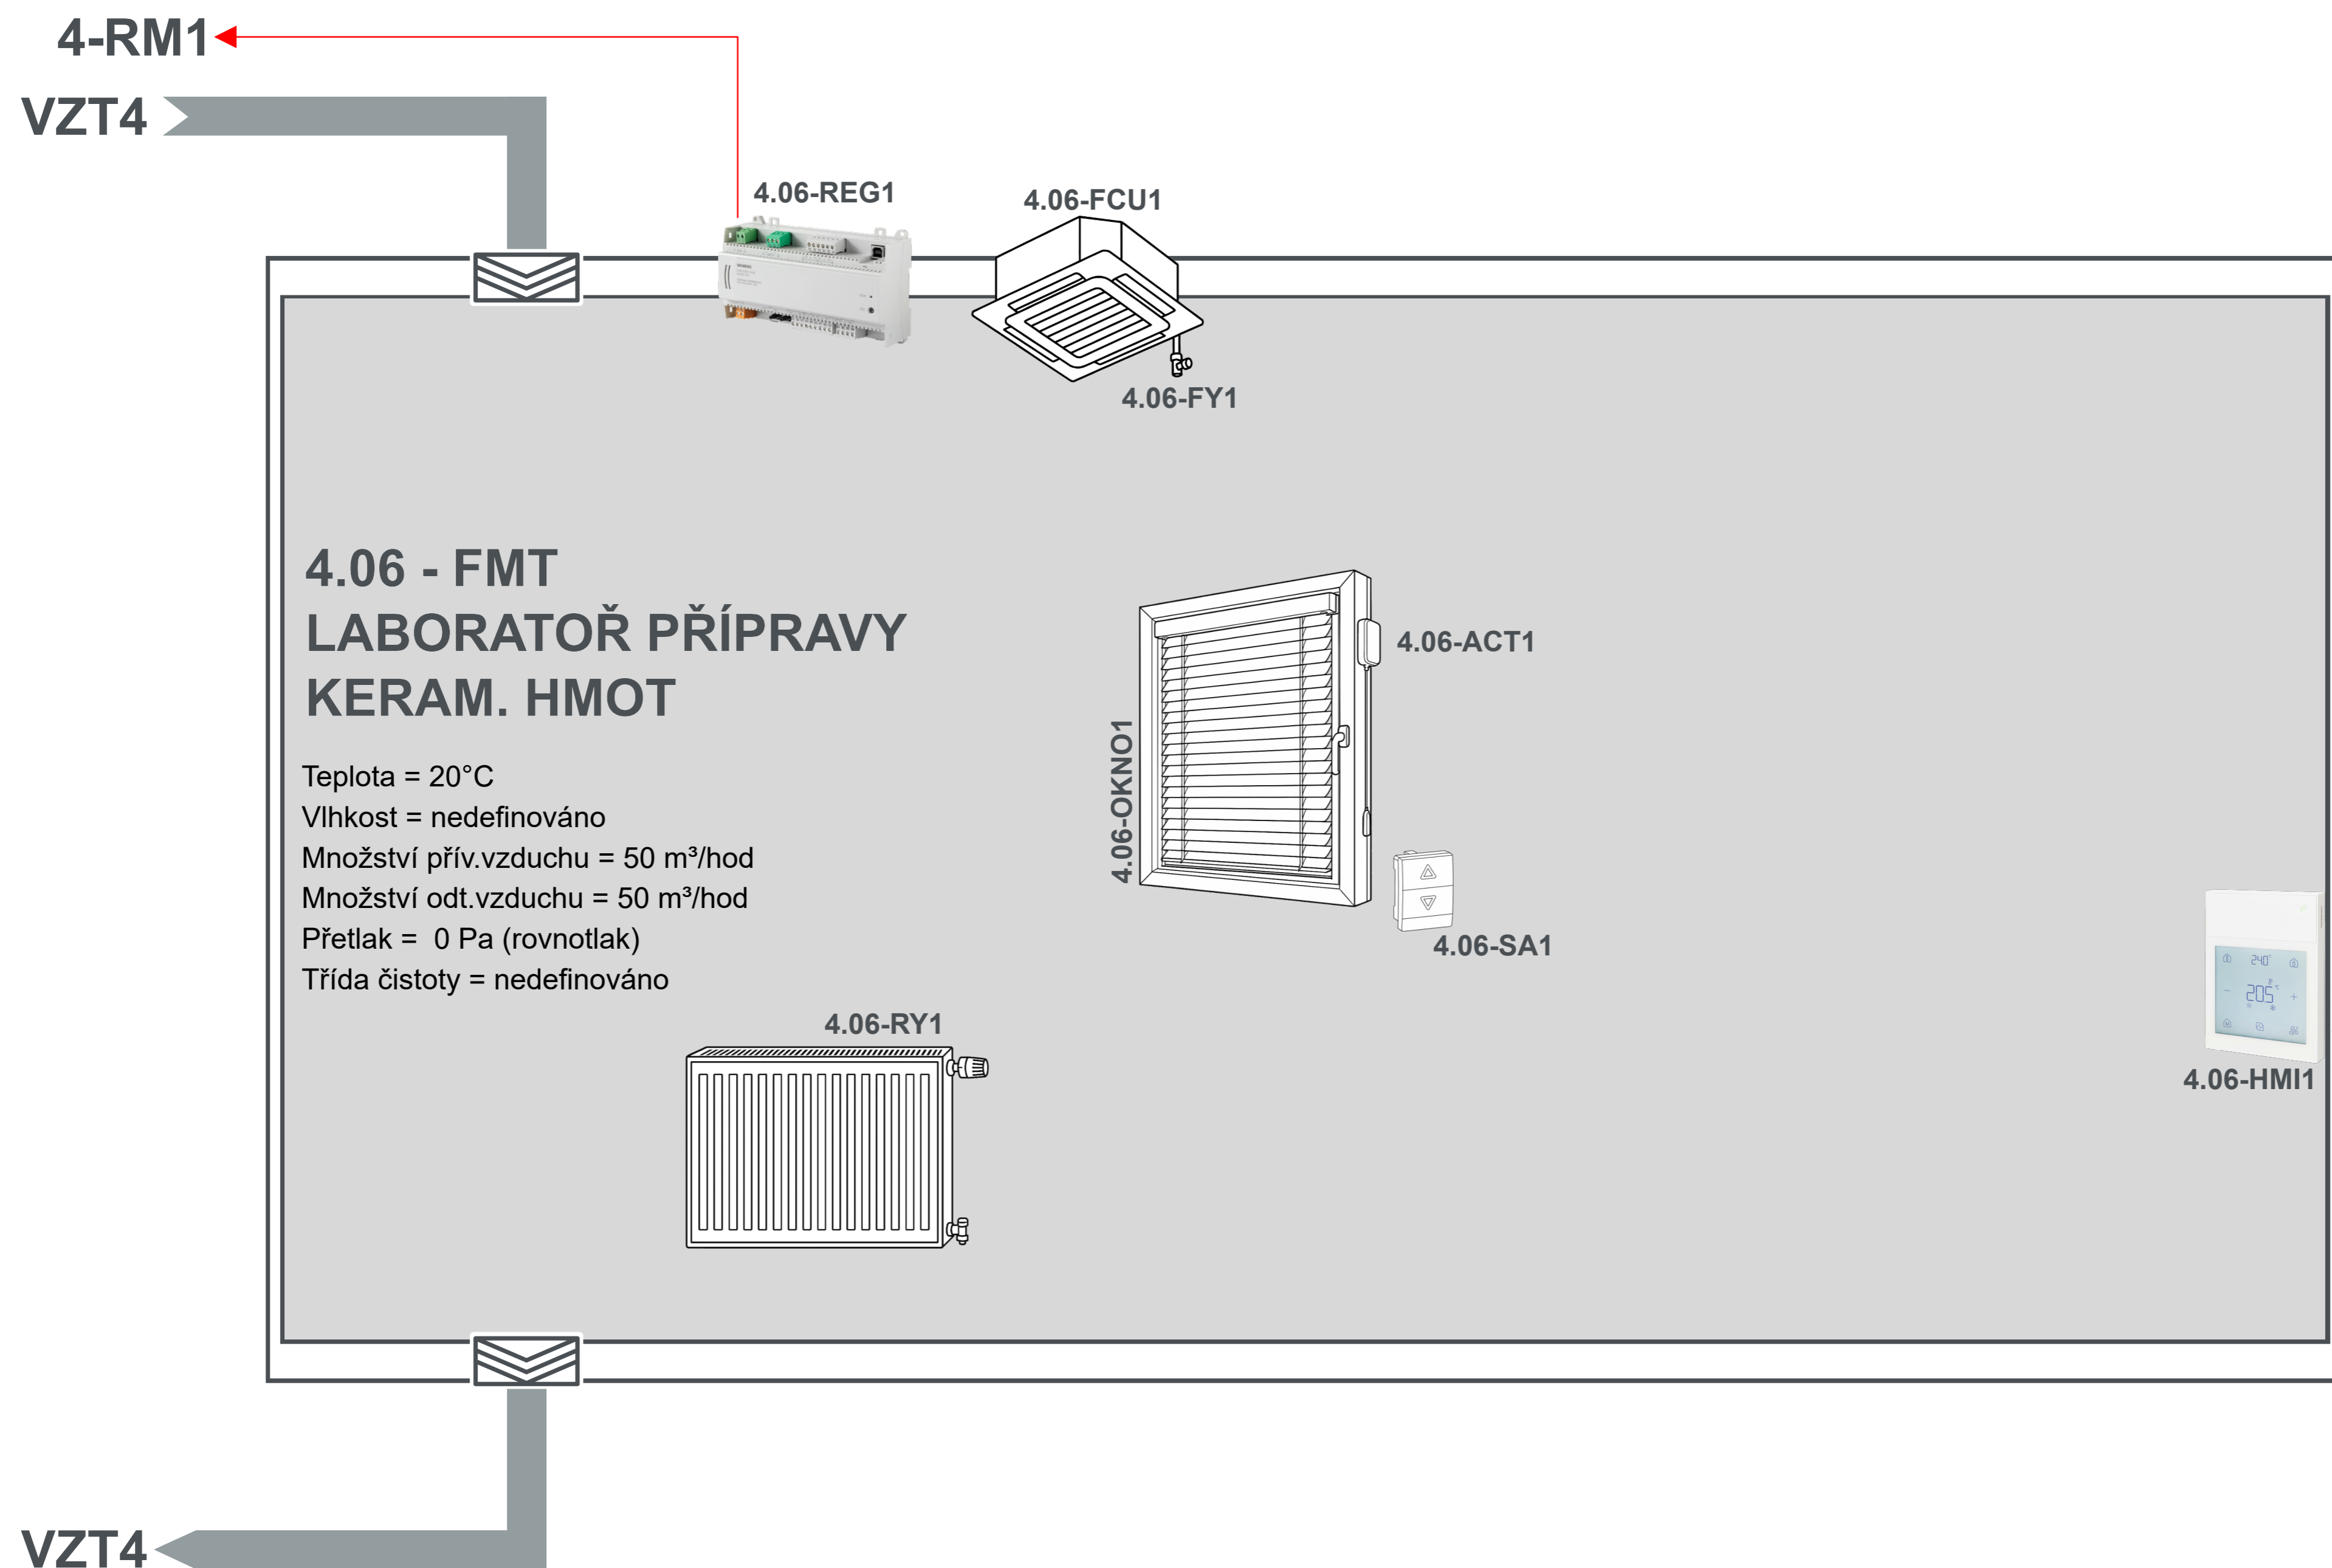 4-RM1
VZT4
4.06-REG1
4.06-FCU1
4.06-FY1
4.06 - FMT
LABORATOŘ PŘÍPRAVY
KERAM. HMOT
Teplota = 20°C
Vlhkost = nedefinováno
Množství přív.vzduchu = 50 m³/hod
Množství odt.vzduchu = 50 m³/hod
Přetlak =  0 Pa (rovnotlak)
Třída čistoty = nedefinováno
4.06-OKNO1
4.06-ACT1
4.06-SA1
4.06-RY1
4.06-HMI1
VZT4